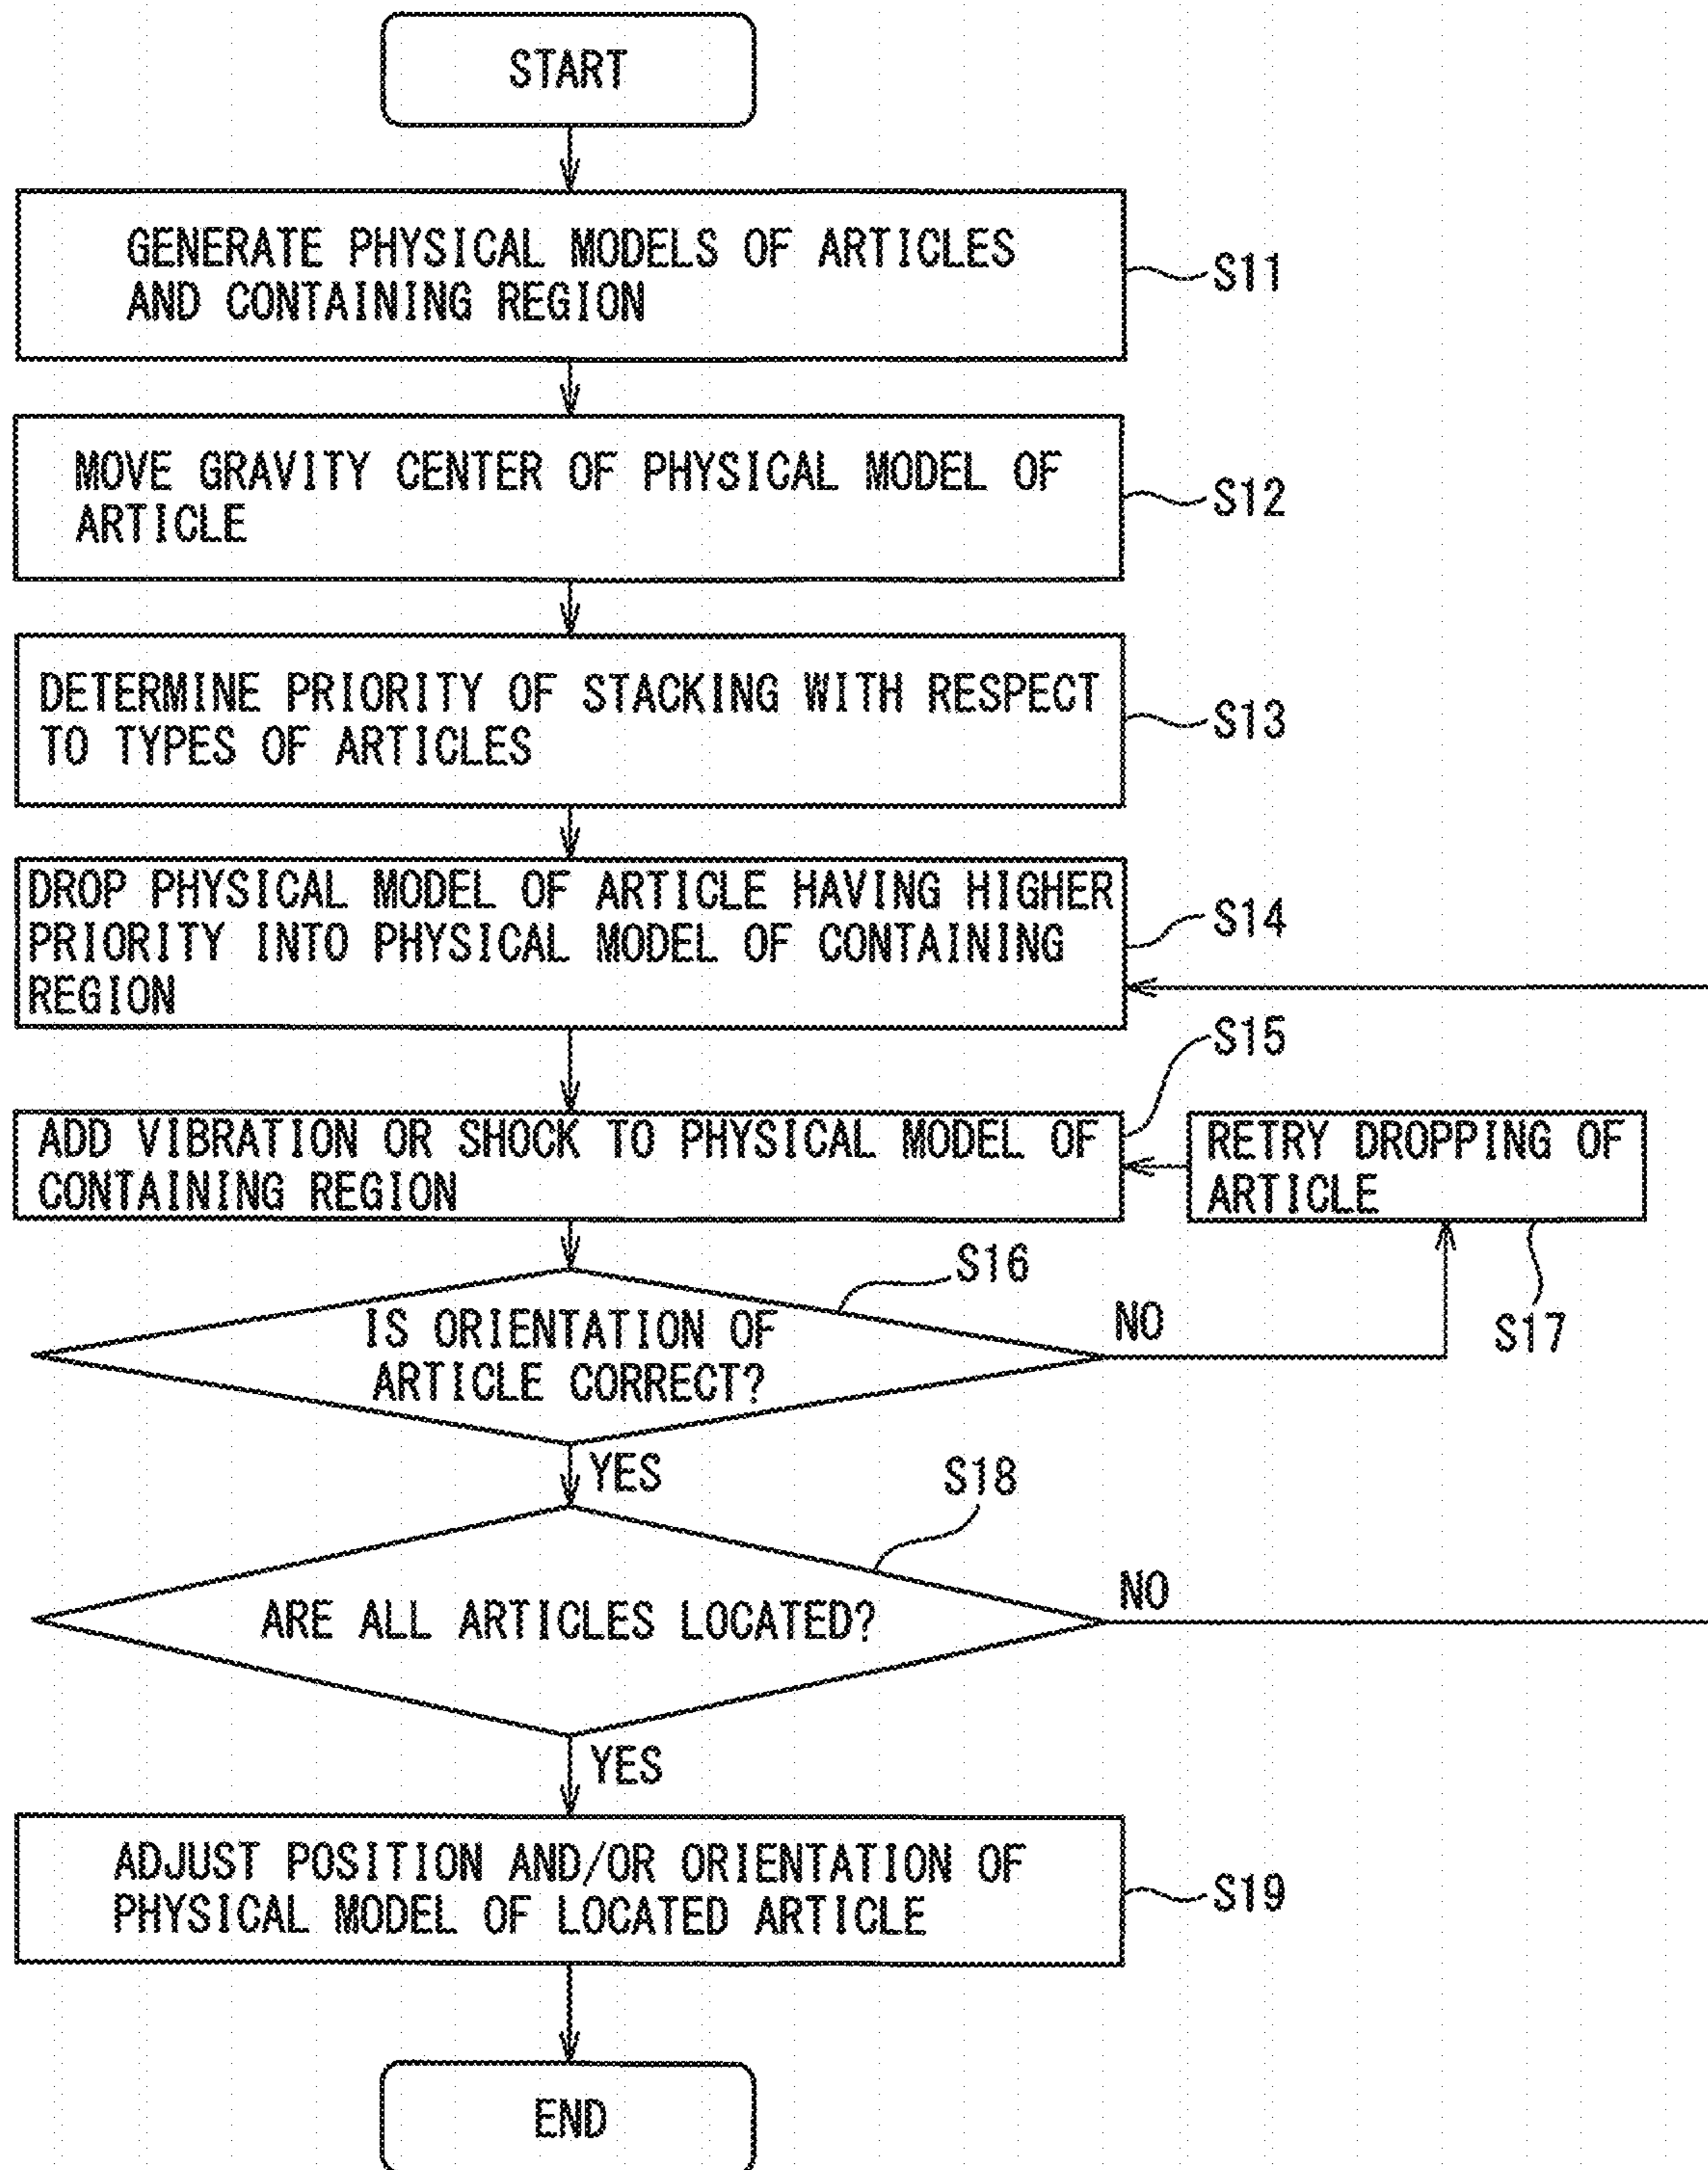 START
GENERATE PHYSICAL MODELS OF ARTICLES
AND CONTAINING REGION
S11
MOVE GRAVITY CENTER OF PHYSICAL MODEL OF
ARTICLE
S12
DETERMINE PRIORITY OF STACKING WITH RESPECT
TO TYPES OF ARTICLES
S13
DROP PHYSICAL MODEL OF ARTICLE HAVING HIGHER
PRIORITY INTO PHYSICAL MODEL OF CONTAINING
REGION
S14
S15
ADD VIBRATION OR SHOCK TO PHYSICAL MODEL OF
CONTAINING REGION
RETRY DROPPING OF
ARTICLE
S17
S16
IS ORIENTATION OF
ARTICLE CORRECT?
NO
YES
S18
ARE ALL ARTICLES LOCATED?
NO
YES
ADJUST POSITION AND/OR ORIENTATION OF
PHYSICAL MODEL OF LOCATED ARTICLE
S19
END